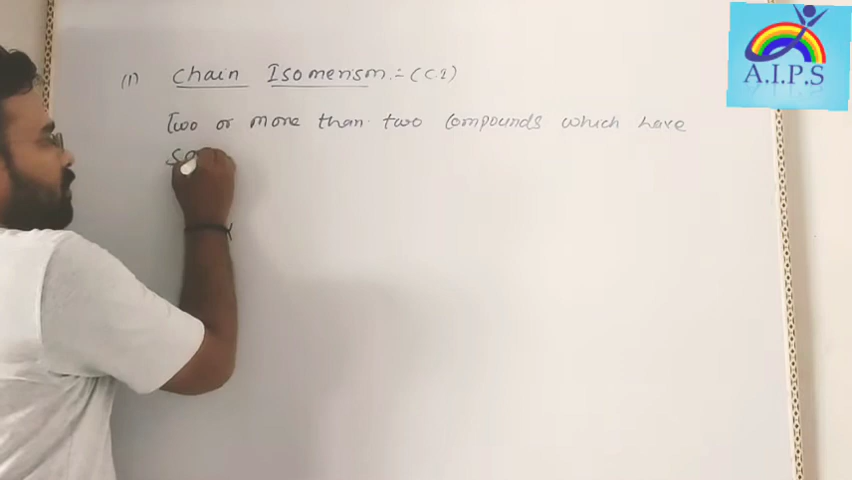 (1) Chain Isomerism :- (C.I)
Two or more than two compounds which have
A.I.P.S